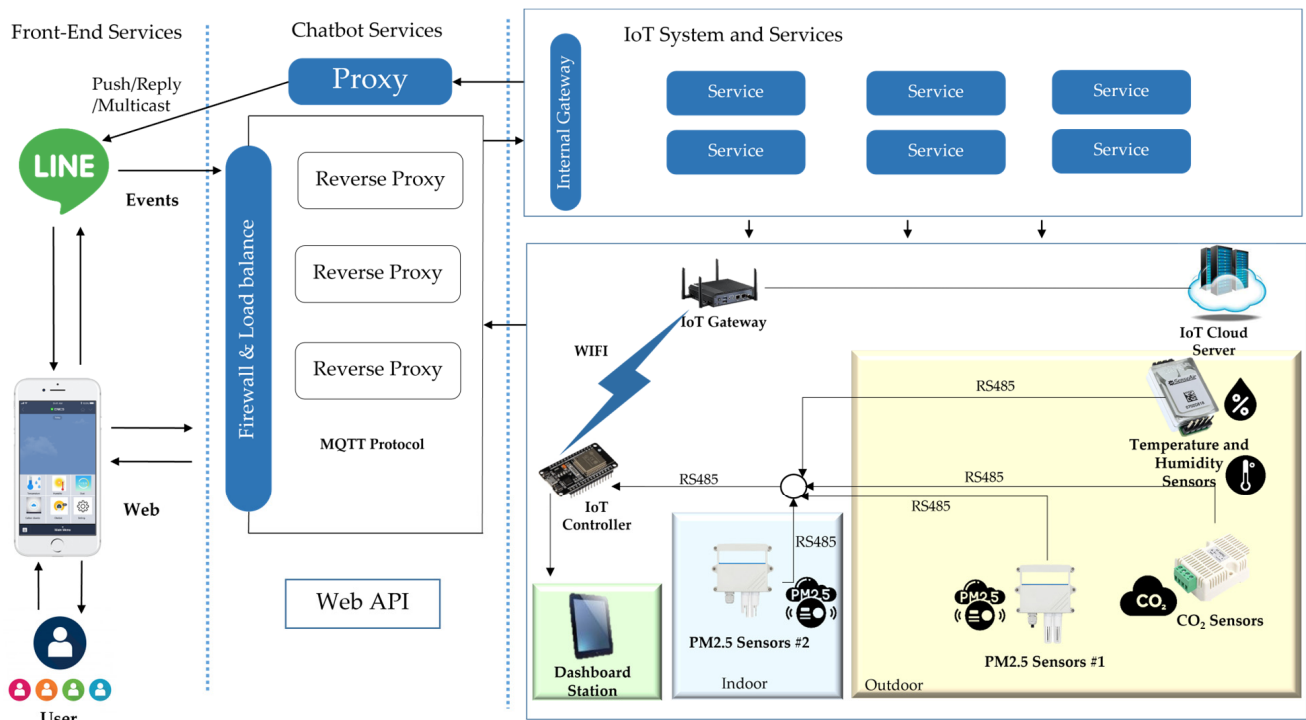 Front-End Services
Chatbot Services
IoT System and Services
Push/Reply
/Multicast
Proxy
Internal Gateway
Service
Service
Service
Service
Service
Service
LINE
Events
Firewall & Load balance
Reverse Proxy
Reverse Proxy
Reverse Proxy
MQTT Protocol
Web API
Web
User
IoT Gateway
WIFI
IoT Cloud
Server
RS485
%
Temperature and
Humidity
Sensors
RS485
RS485
RS485
RS485
IoT
Controller
Dashboard
Station
PM2.5
PM2.5 Sensors #2
Indoor
PM2.5
PM2.5 Sensors #1
CO₂
CO₂ Sensors
Outdoor